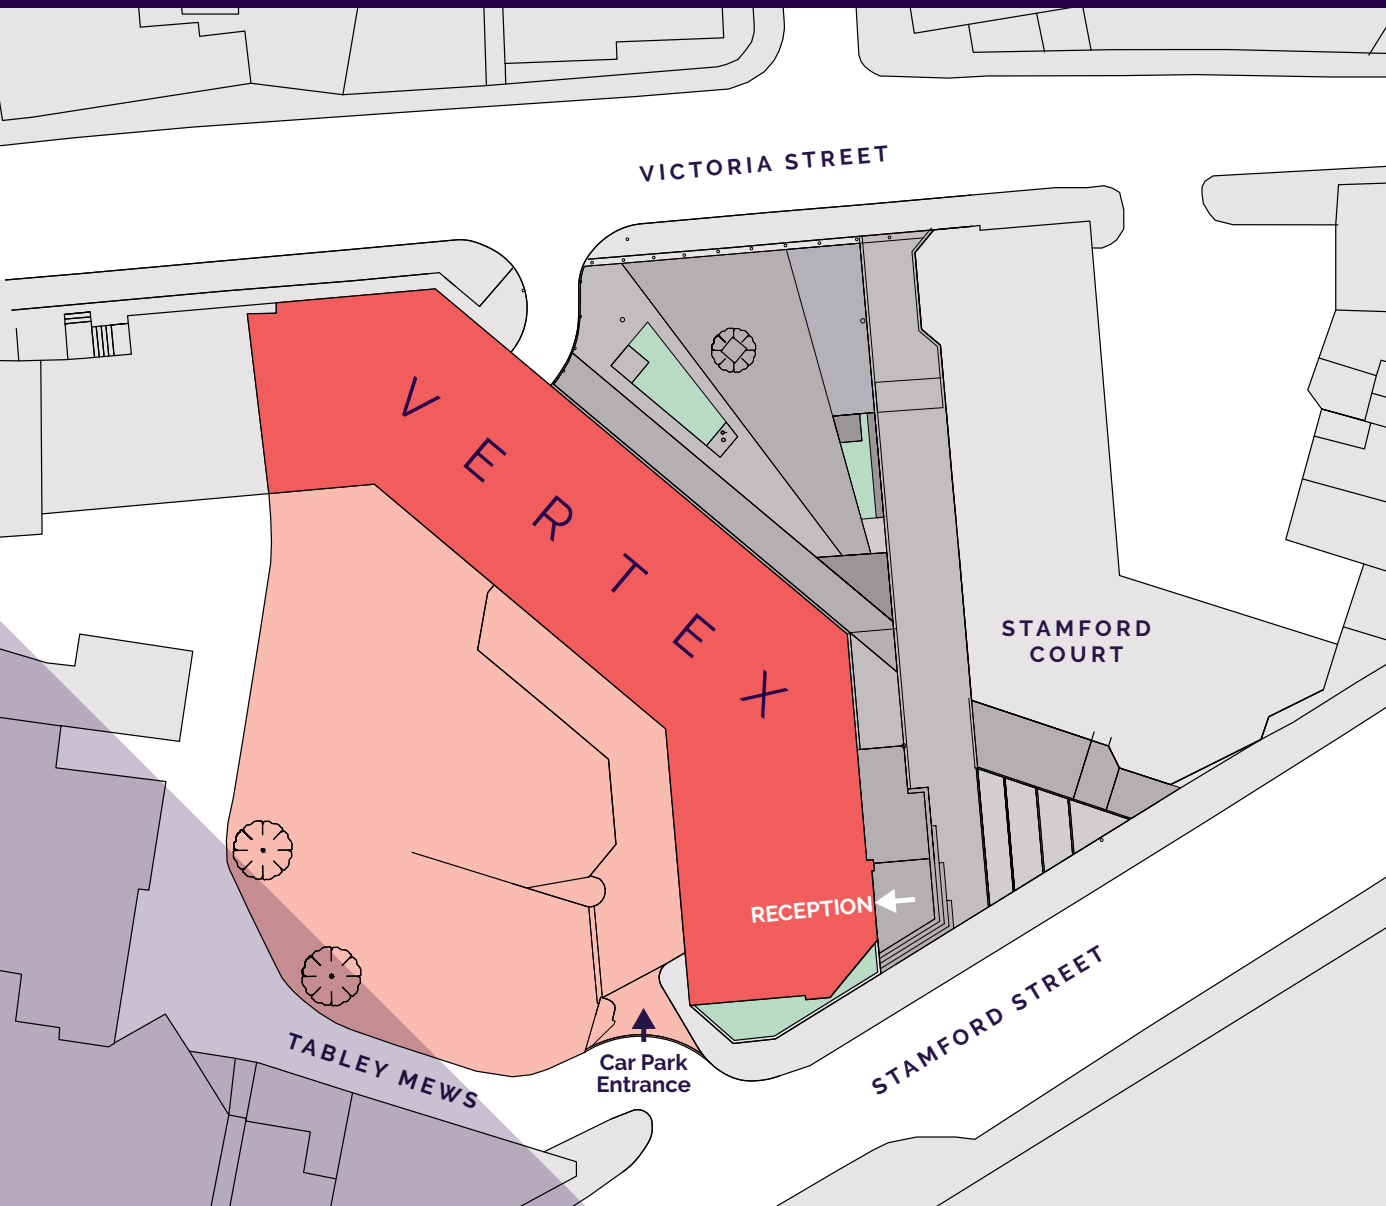 VICTORIA STREET
VERTEX
STAMFORD
COURT
RECEPTION
STAMFORD STREET
TABLEY MEWS
Car Park
Entrance